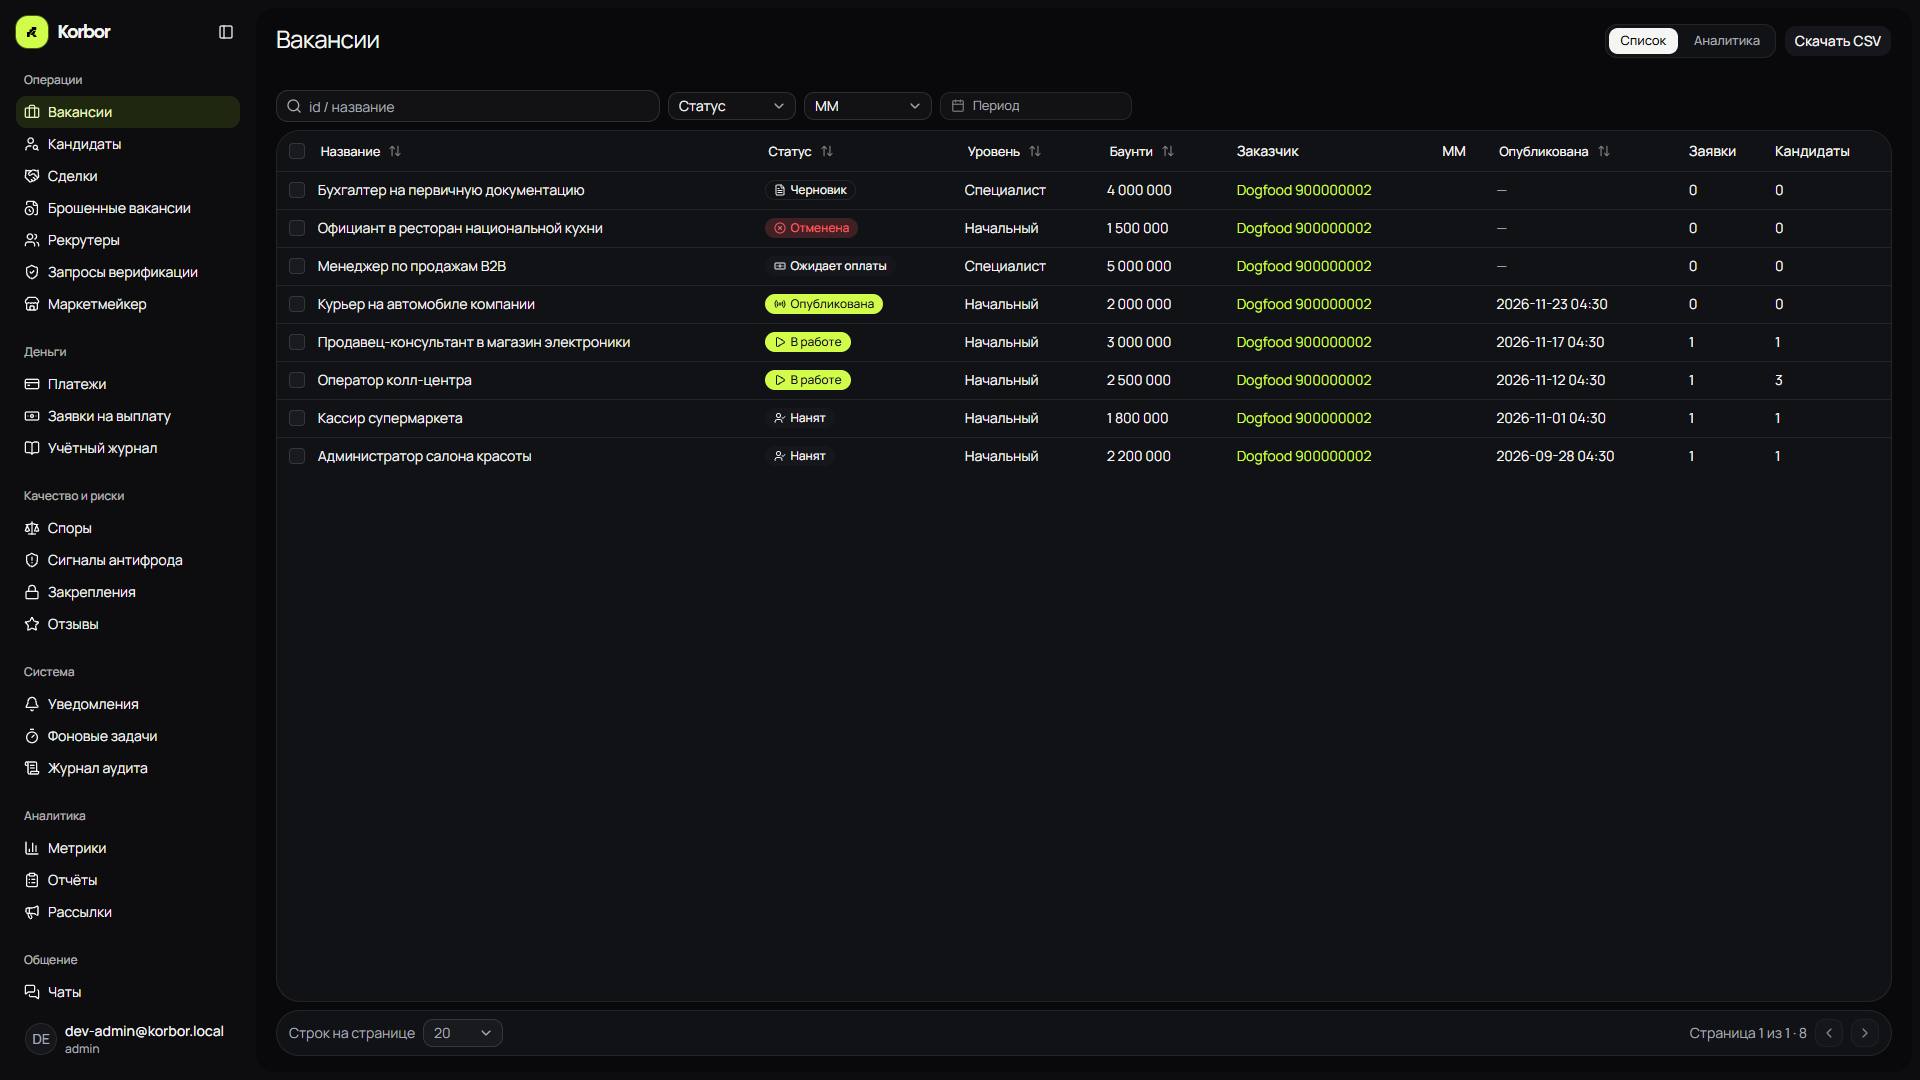 Korbor
Операции
Вакансии
Кандидаты
Сделки
Брошенные вакансии
Рекрутеры
Запросы верификации
Маркетмейкер
Деньги
Платежи
Заявки на выплату
Учётный журнал
Качество и риски
Споры
Сигналы антифрода
Закрепления
Отзывы
Система
Уведомления
Фоновые задачи
Журнал аудита
Аналитика
Метрики
Отчёты
Рассылки
Общение
Чаты
DE dev-admin@korbor.local
admin
Вакансии Список Аналитика Скачать CSV
id / название Статус ММ Период
Название Статус Уровень Баунти Заказчик ММ Опубликована Заявки Кандидаты
Бухгалтер на первичную документацию Черновик Специалист 4 000 000 Dogfood 900000002 — 0 0
Официант в ресторан национальной кухни Отменена Начальный 1 500 000 Dogfood 900000002 — 0 0
Менеджер по продажам B2B Ожидает оплаты Специалист 5 000 000 Dogfood 900000002 — 0 0
Курьер на автомобиле компании Опубликована Начальный 2 000 000 Dogfood 900000002 2026-11-23 04:30 0 0
Продавец-консультант в магазин электроники В работе Начальный 3 000 000 Dogfood 900000002 2026-11-17 04:30 1 1
Оператор колл-центра В работе Начальный 2 500 000 Dogfood 900000002 2026-11-12 04:30 1 3
Кассир супермаркета Нанят Начальный 1 800 000 Dogfood 900000002 2026-11-01 04:30 1 1
Администратор салона красоты Нанят Начальный 2 200 000 Dogfood 900000002 2026-09-28 04:30 1 1
Строк на странице 20 Страница 1 из 1 · 8